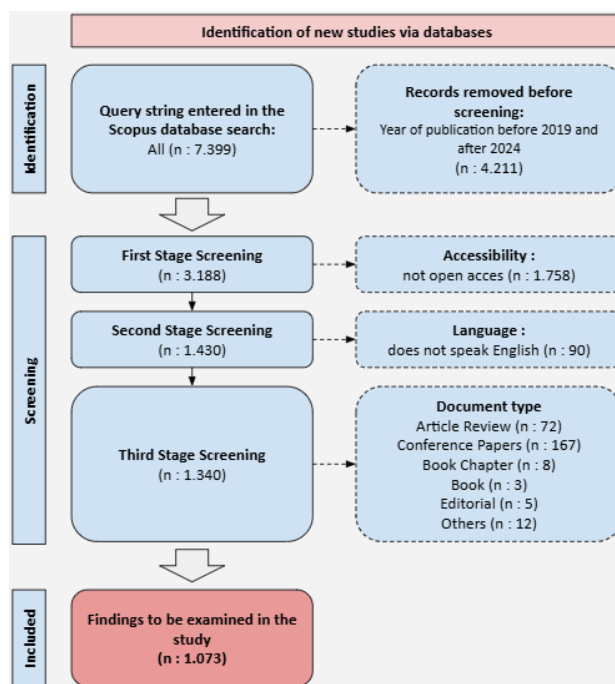 Identification of new studies via databases
Identification
Query string entered in the
Scopus database search:
All (n : 7.399)
Records removed before
screening:
Year of publication before 2019 and
after 2024
(n : 4.211)
Screening
First Stage Screening
(n : 3.188)
Accessibility :
not open acces (n : 1.758)
Second Stage Screening
(n : 1.430)
Language :
does not speak English (n : 90)
Third Stage Screening
(n : 1.340)
Document type
Article Review (n : 72)
Conference Papers (n : 167)
Book Chapter (n : 8)
Book (n : 3)
Editorial (n : 5)
Others (n : 12)
Included
Findings to be examined in the
study
(n : 1.073)